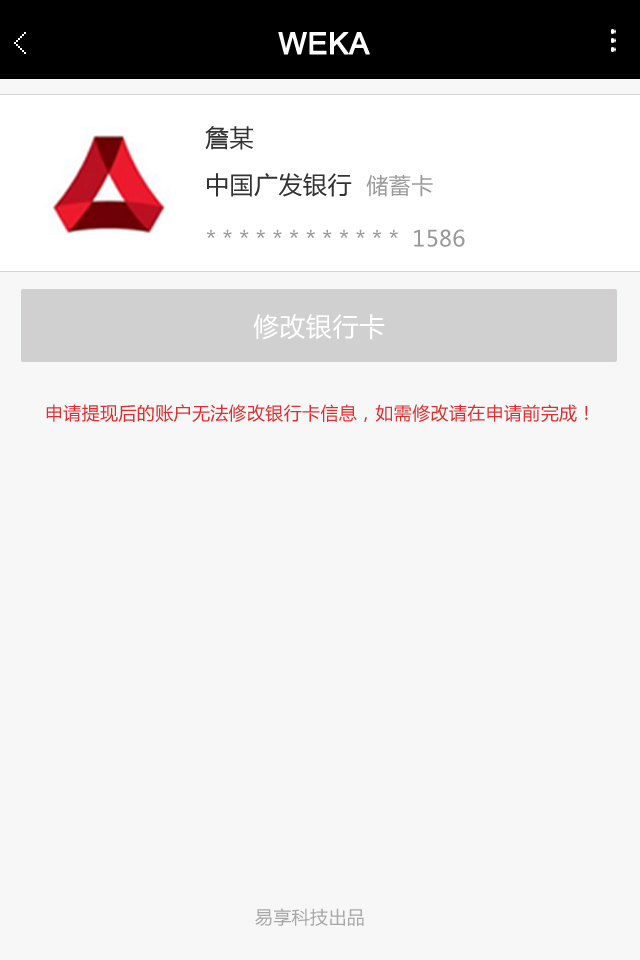 WEKA
詹某
中国广发银行 储蓄卡
* * * * * * * * * * * * 1586
修改银行卡
申请提现后的账户无法修改银行卡信息，如需修改请在申请前完成！
易享科技出品